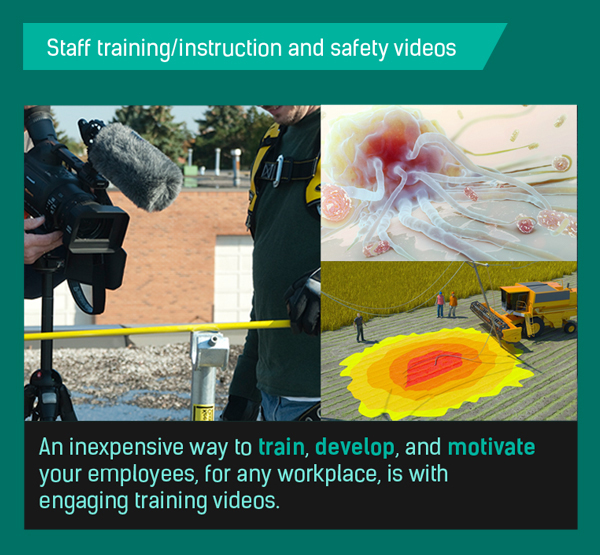 Staff training/instruction and safety videos
An inexpensive way to train, develop, and motivate
your employees, for any workplace, is with
engaging training videos.